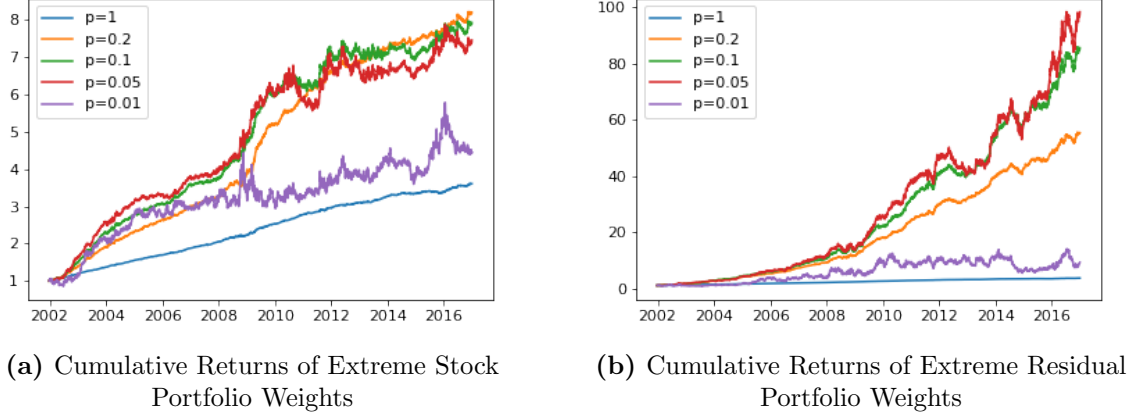 8
7
6
5
4
3
2
1
p=1
p=0.2
p=0.1
p=0.05
p=0.01
2002 2004 2006 2008 2010 2012 2014 2016
(a) Cumulative Returns of Extreme Stock
Portfolio Weights
100
80
60
40
20
0
p=1
p=0.2
p=0.1
p=0.05
p=0.01
2002 2004 2006 2008 2010 2012 2014 2016
(b) Cumulative Returns of Extreme Residual
Portfolio Weights